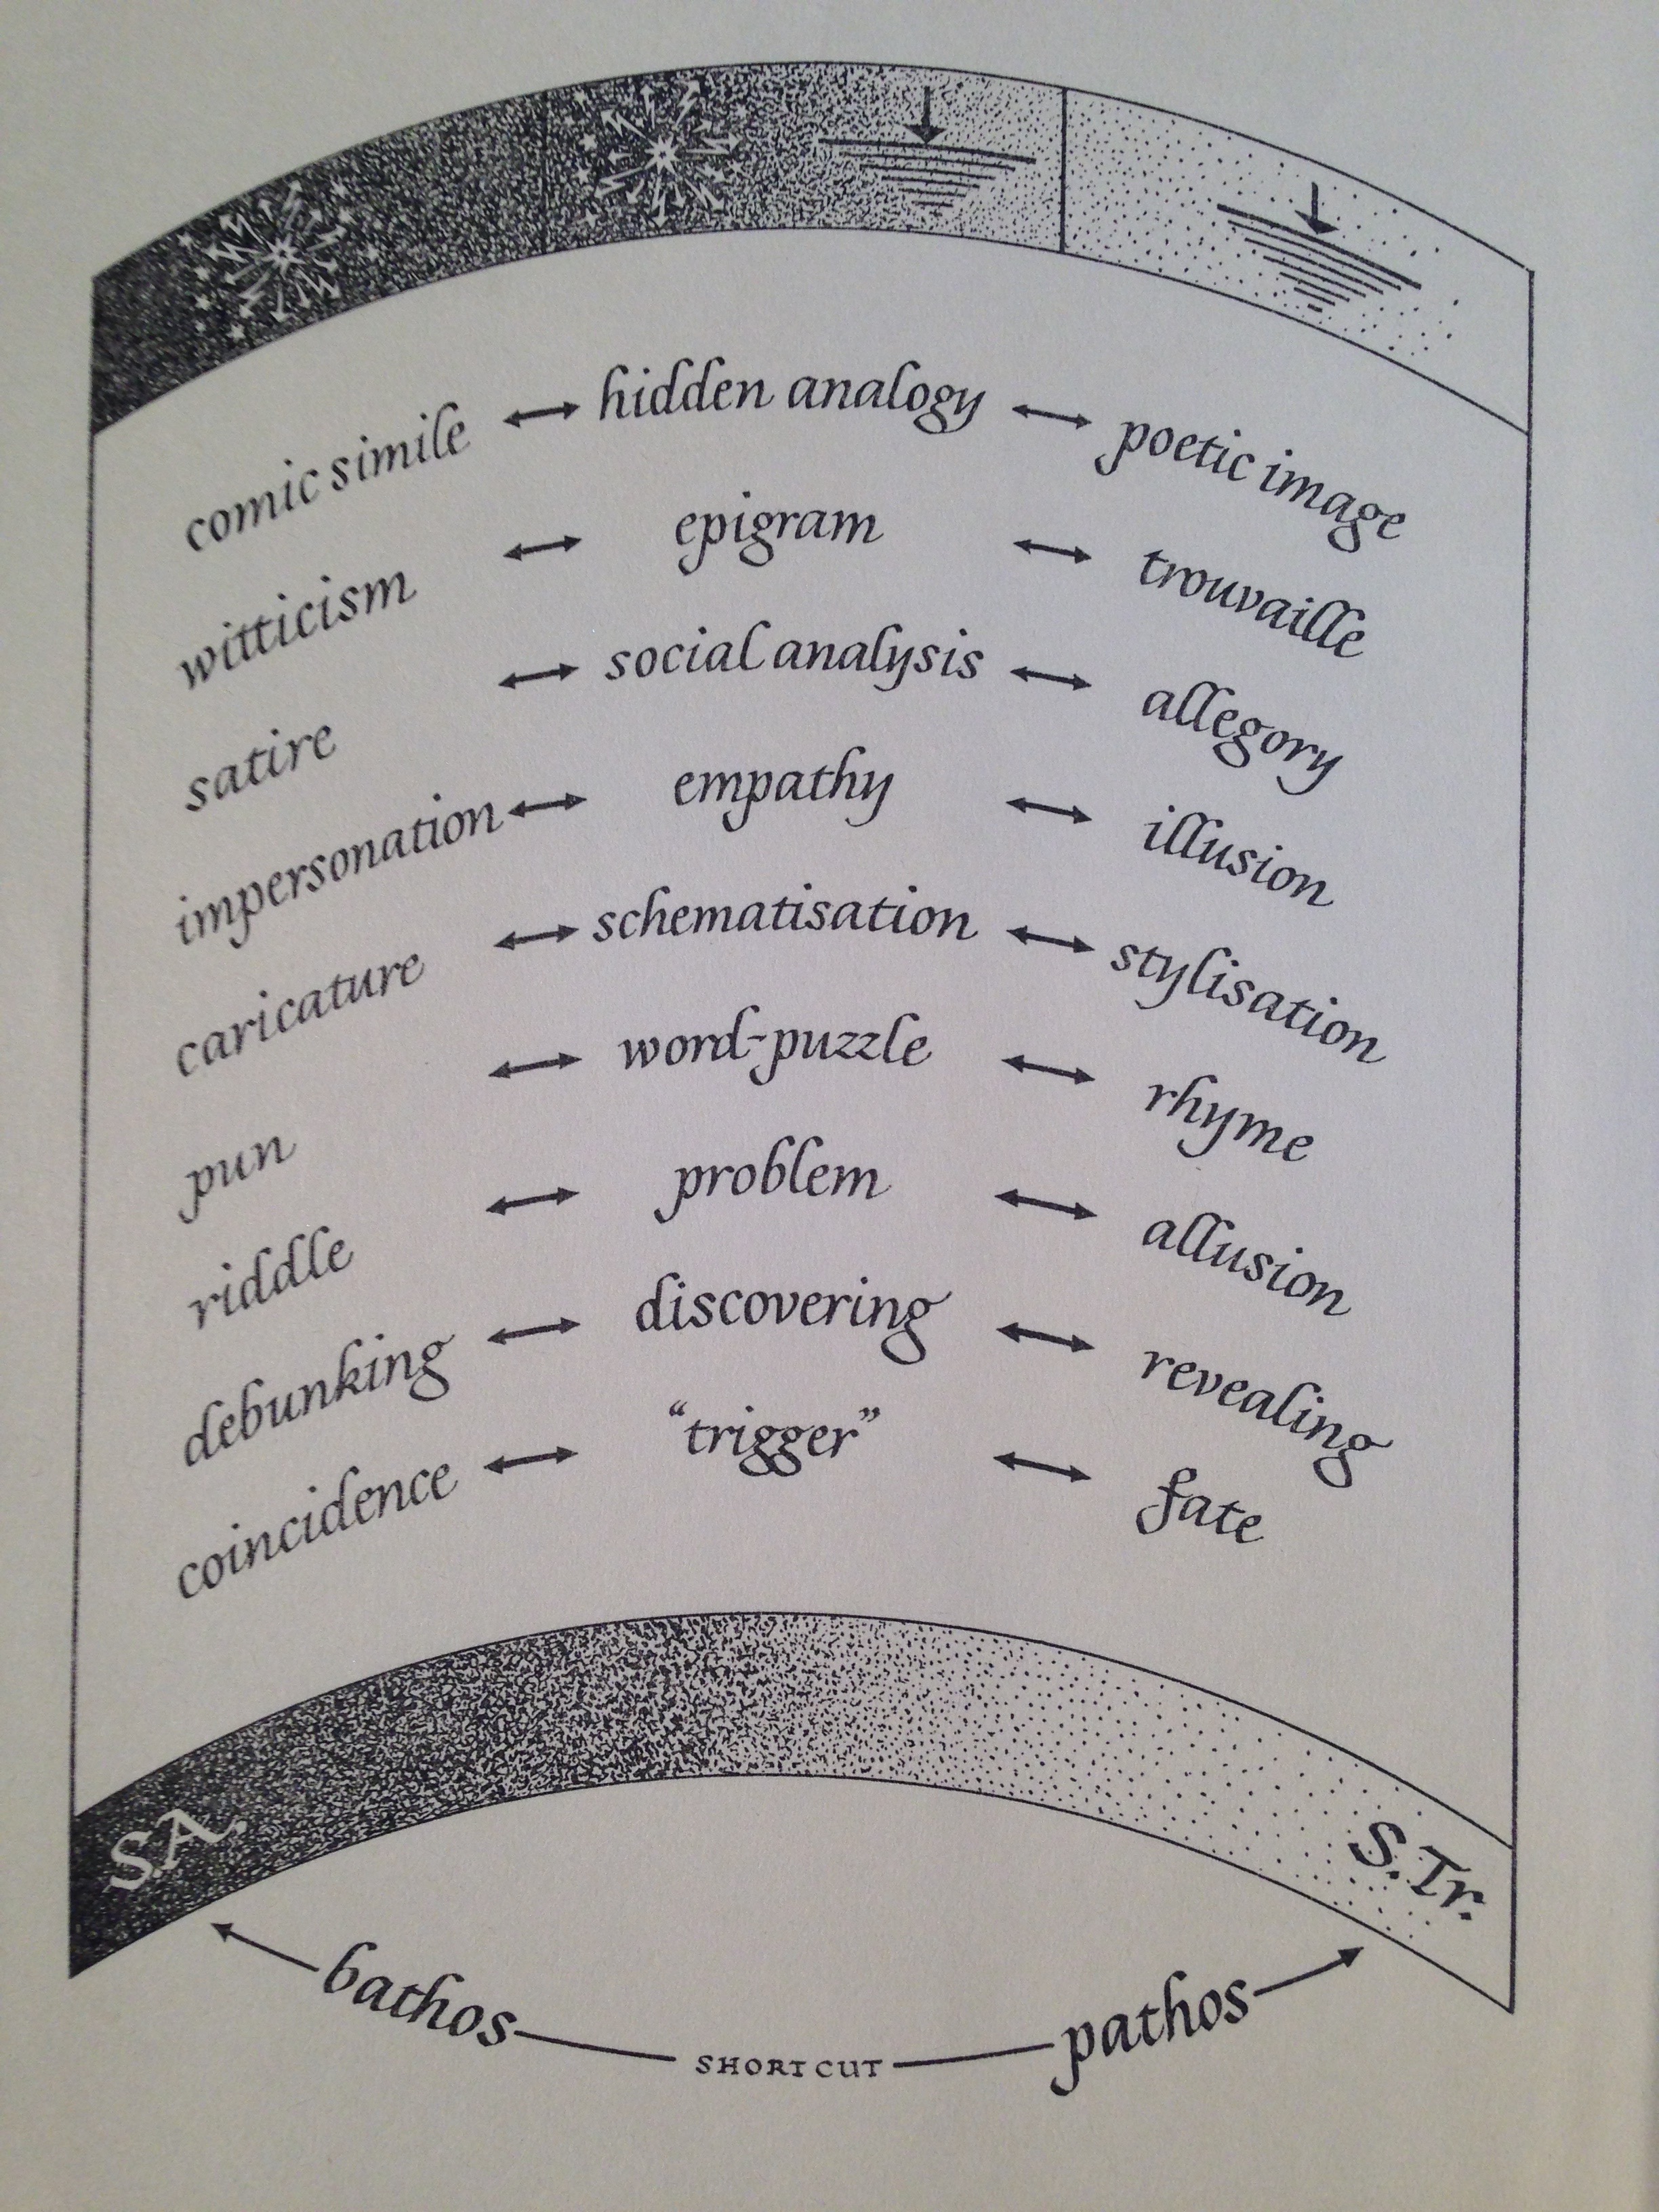 comic simile ↔ hidden analogy ↔ poetic image
witticism ↔ epigram ↔ trouvaille
satire ↔ social analysis ↔ allegory
impersonation ↔ empathy ↔ illusion
caricature ↔ schematisation ↔ stylisation
pun ↔ word-puzzle ↔ rhyme
riddle ↔ problem ↔ allusion
debunking ↔ discovering ↔ revealing
coincidence ↔ “trigger” ↔ fate
S.A. S.Tr.
bathos SHORT CUT pathos